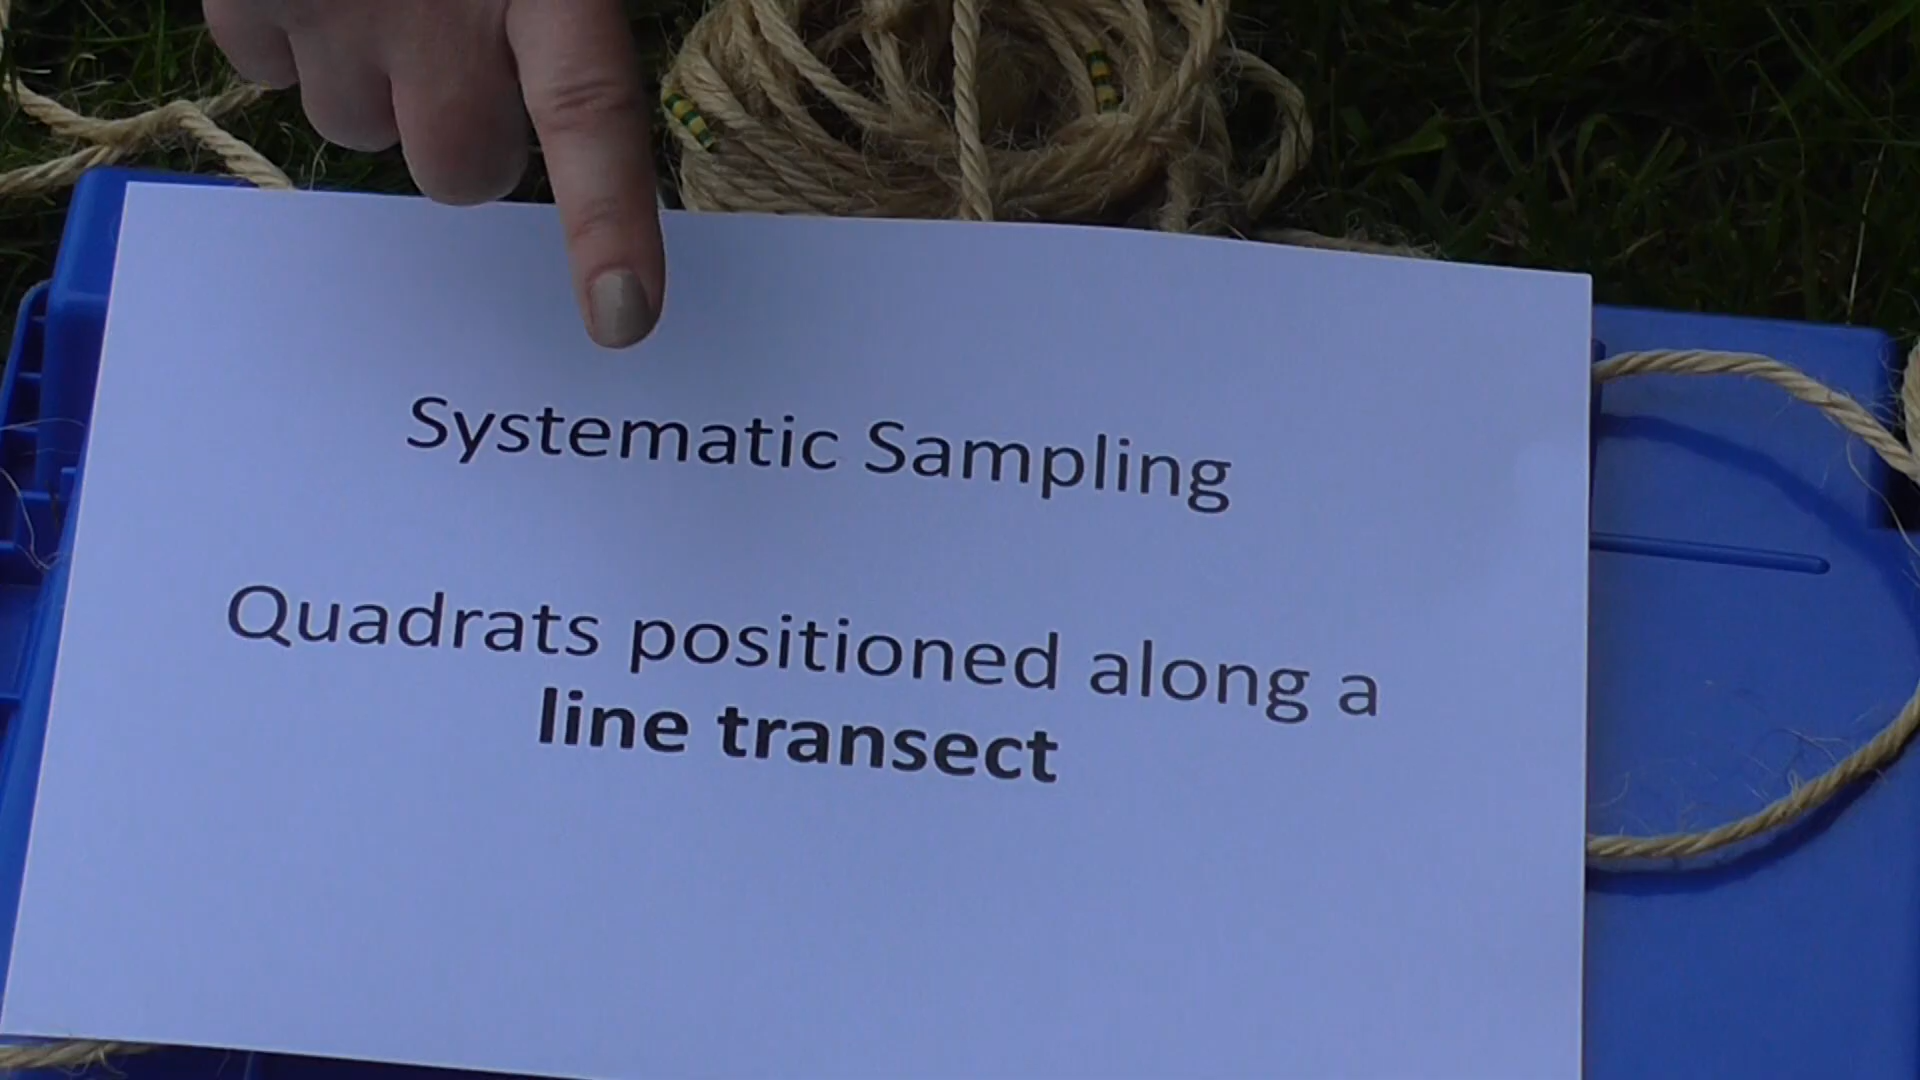 Systematic Sampling
Quadrats positioned along a
line transect